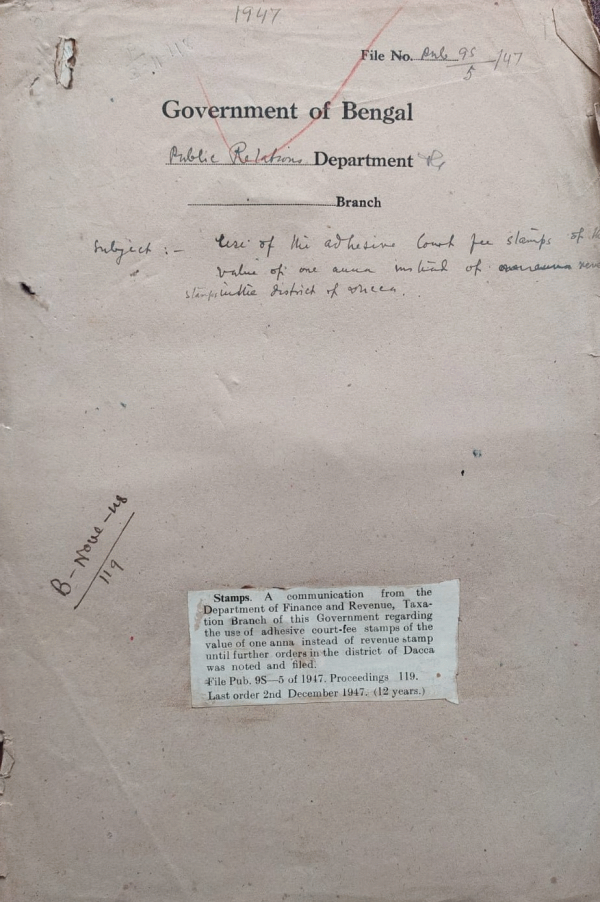 1947
File No. Pub 9S/5/47
Government of Bengal
Public Relations Department
Branch
Subject :- Use of the adhesive Court fee stamps of
value of one anna instead of
stamps in the district of Dacca.
B-Nove-48
119
Stamps. A communication from the
Department of Finance and Revenue, Taxa-
tion Branch of this Government regarding
the use of adhesive court-fee stamps of the
value of one anna instead of revenue stamp
until further orders in the district of Dacca
was noted and filed.
File Pub. 9S—5 of 1947. Proceedings 119.
Last order 2nd December 1947. (12 years.)